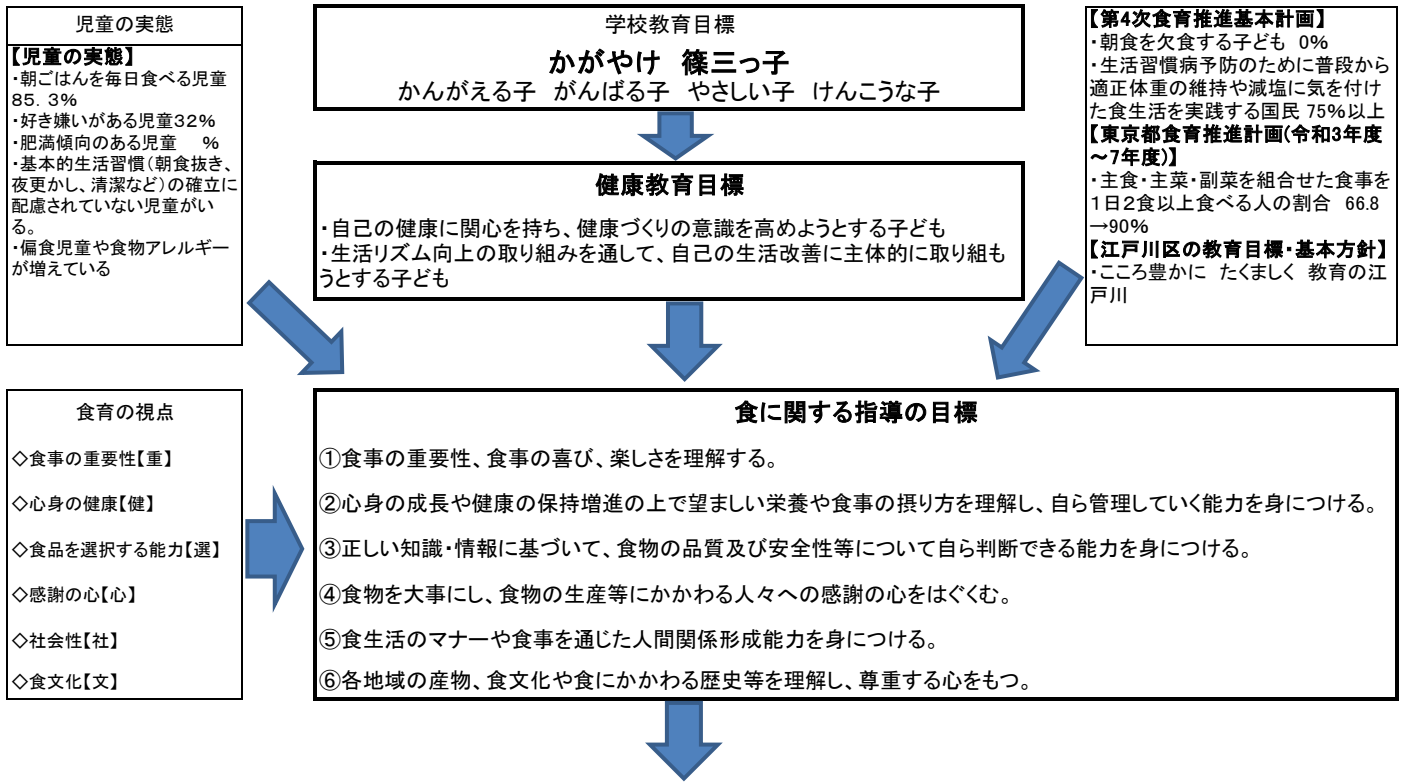 児童の実態
【児童の実態】
・朝ごはんを毎日食べる児童
85.3%
・好き嫌いがある児童32%
・肥満傾向のある児童　%
・基本的生活習慣(朝食抜き、
夜更かし、清潔など)の確立に
配慮されていない児童がい
る。
・偏食児童や食物アレルギー
が増えている
学校教育目標
かがやけ　篠三っ子
かんがえる子　がんばる子　やさしい子　けんこうな子
健康教育目標
・自己の健康に関心を持ち、健康づくりの意識を高めようとする子ども
・生活リズム向上の取り組みを通して、自己の生活改善に主体的に取り組も
うとする子ども
【第4次食育推進基本計画】
・朝食を欠食する子ども　0%
・生活習慣病予防のために普段から
適正体重の維持や減塩に気を付け
た食生活を実践する国民 75%以上
【東京都食育推進計画(令和3年度
～7年度)】
・主食・主菜・副菜を組合せた食事を
１日２食以上食べる人の割合　66.8
→90%
【江戸川区の教育目標・基本方針】
・こころ豊かに　たくましく　教育の江
戸川
食育の視点
◇食事の重要性【重】
◇心身の健康【健】
◇食品を選択する能力【選】
◇感謝の心【心】
◇社会性【社】
◇食文化【文】
食に関する指導の目標
①食事の重要性、食事の喜び、楽しさを理解する。
②心身の成長や健康の保持増進の上で望ましい栄養や食事の摂り方を理解し、自ら管理していく能力を身につける。
③正しい知識・情報に基づいて、食物の品質及び安全性等について自ら判断できる能力を身につける。
④食物を大事にし、食物の生産等にかかわる人々への感謝の心をはぐくむ。
⑤食生活のマナーや食事を通じた人間関係形成能力を身につける。
⑥各地域の産物、食文化や食にかかわる歴史等を理解し、尊重する心をもつ。